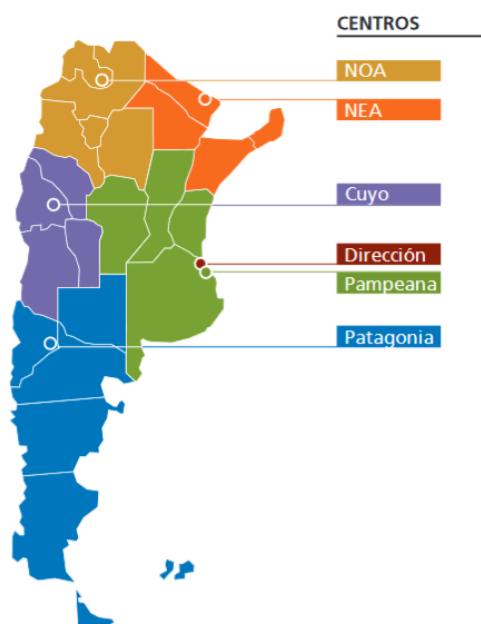 CENTROS
NOA
NEA
Cuyo
Dirección
Pampeana
Patagonia